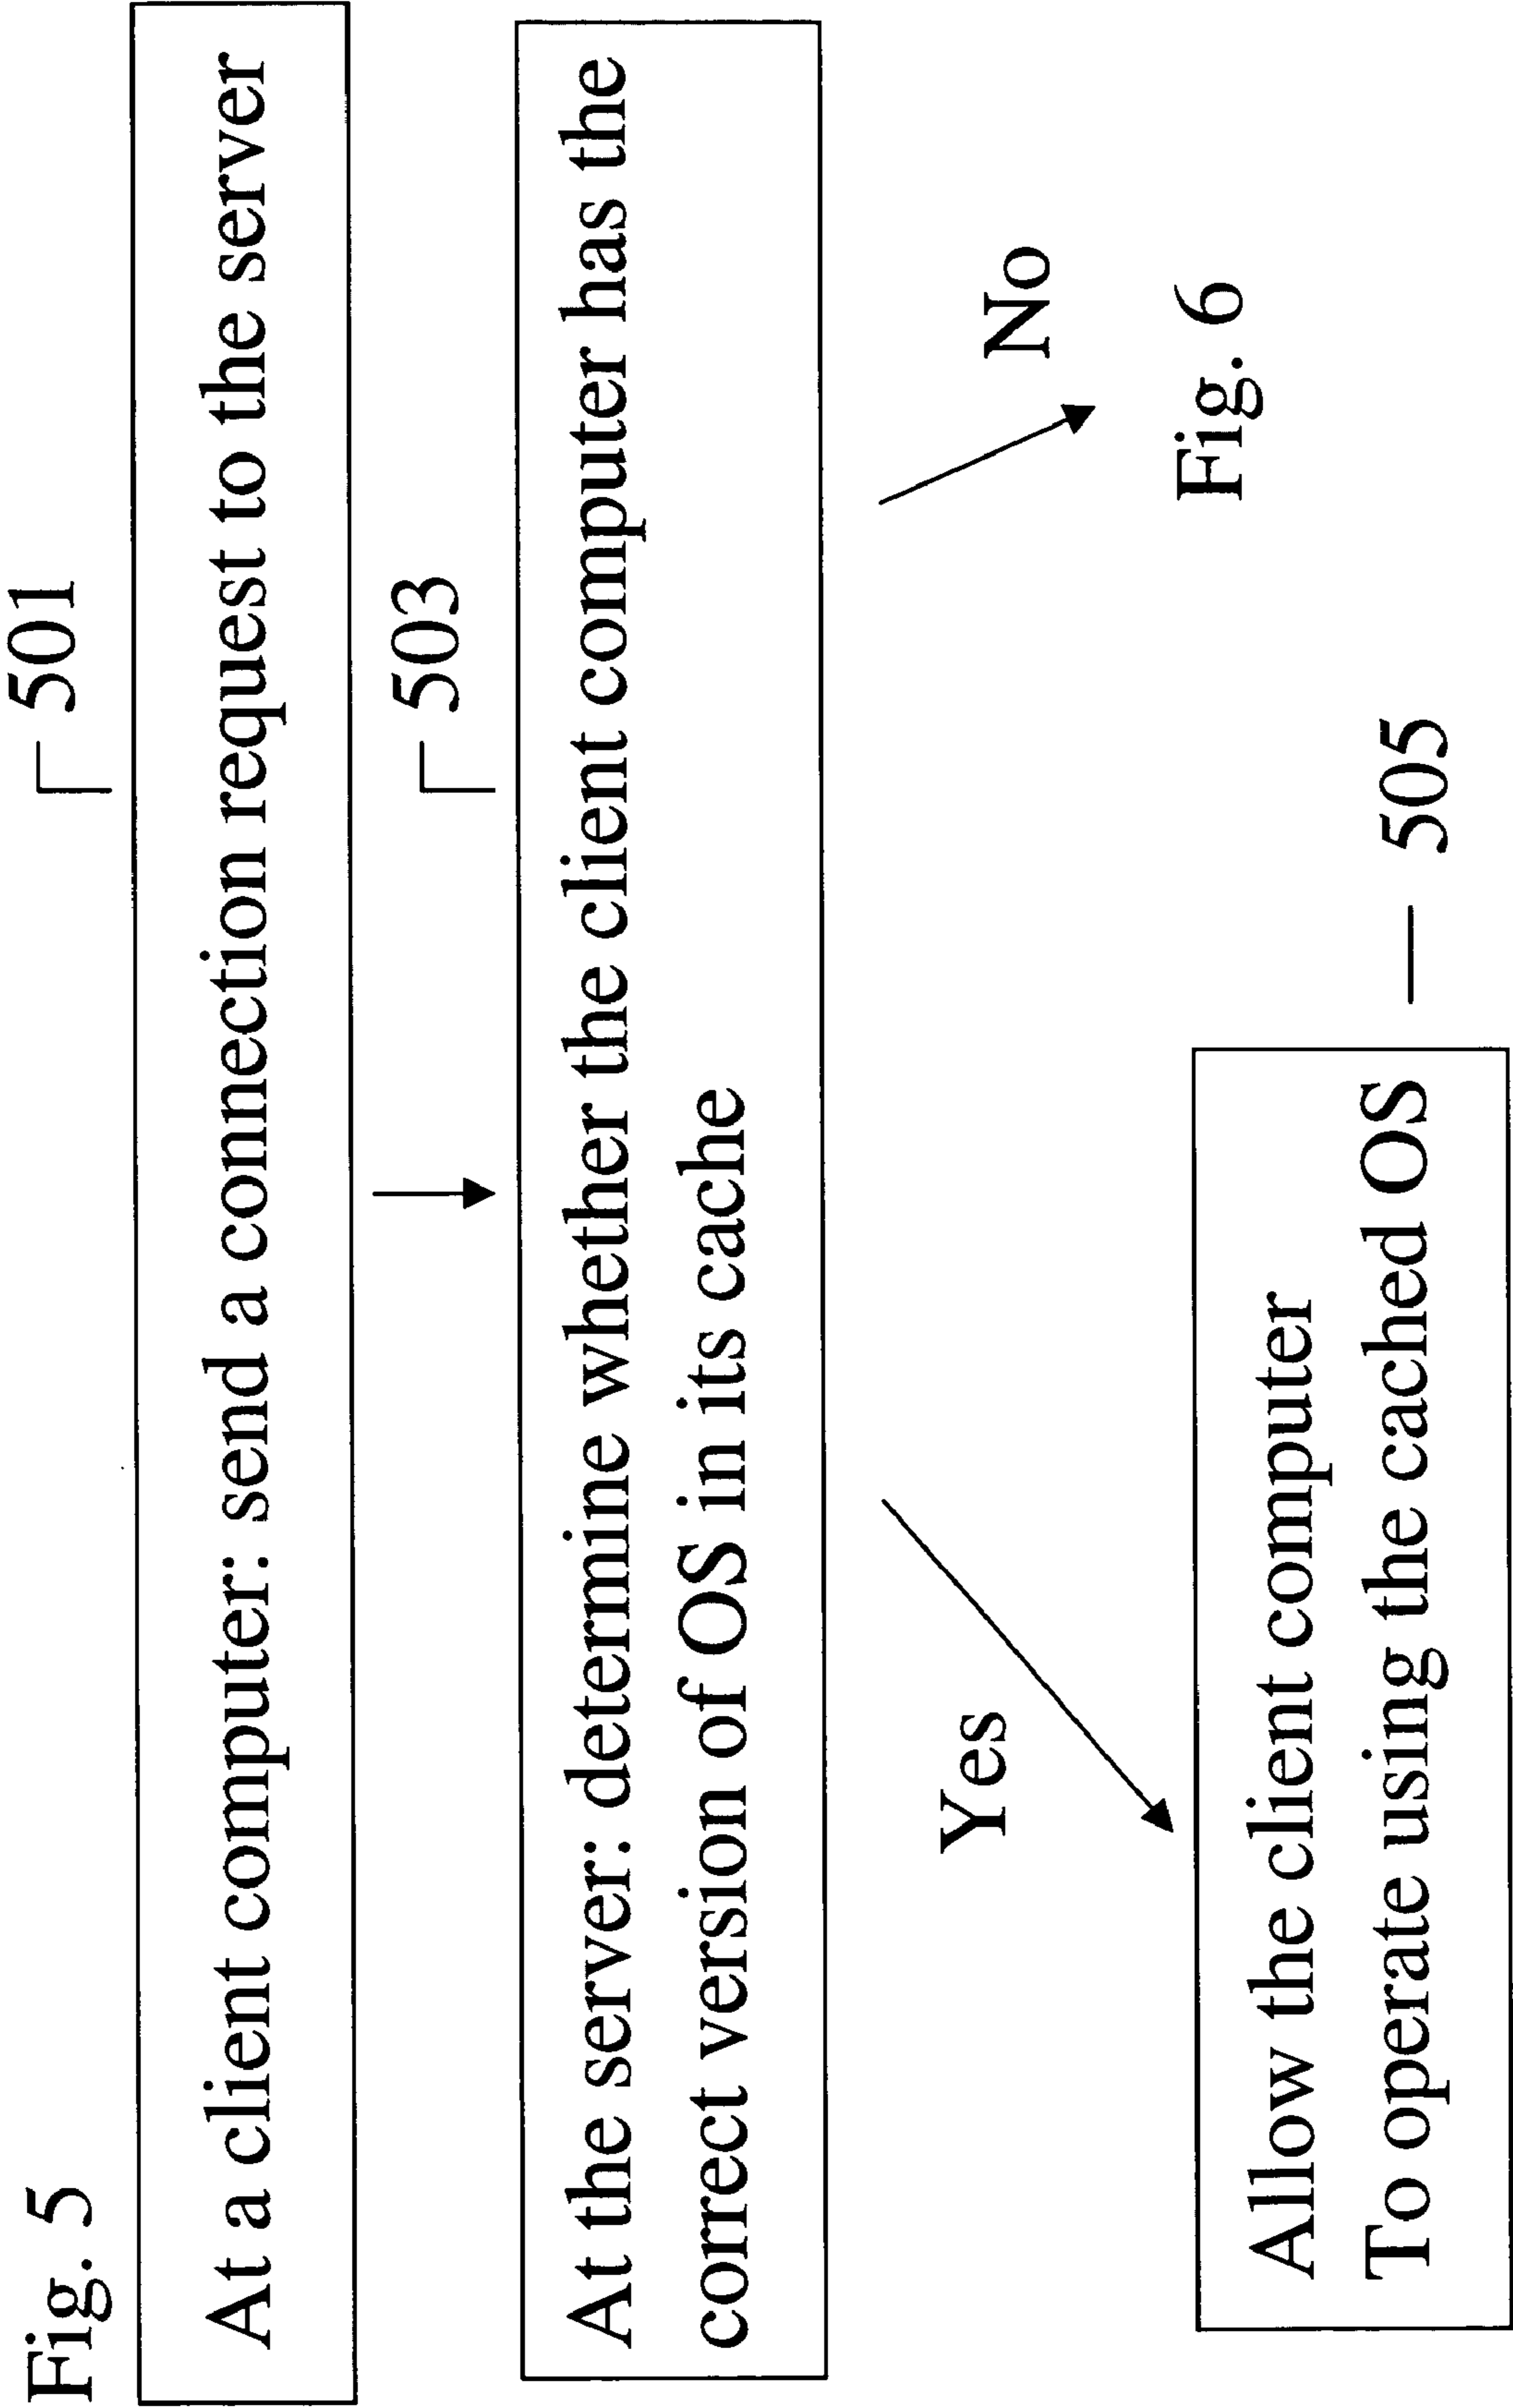 Fig. 5
501
At a client computer: send a connection request to the server
503
At the server: determine whether the client computer has the
correct version of OS in its cache
Yes
No
Fig. 6
Allow the client computer
To operate using the cached OS
505